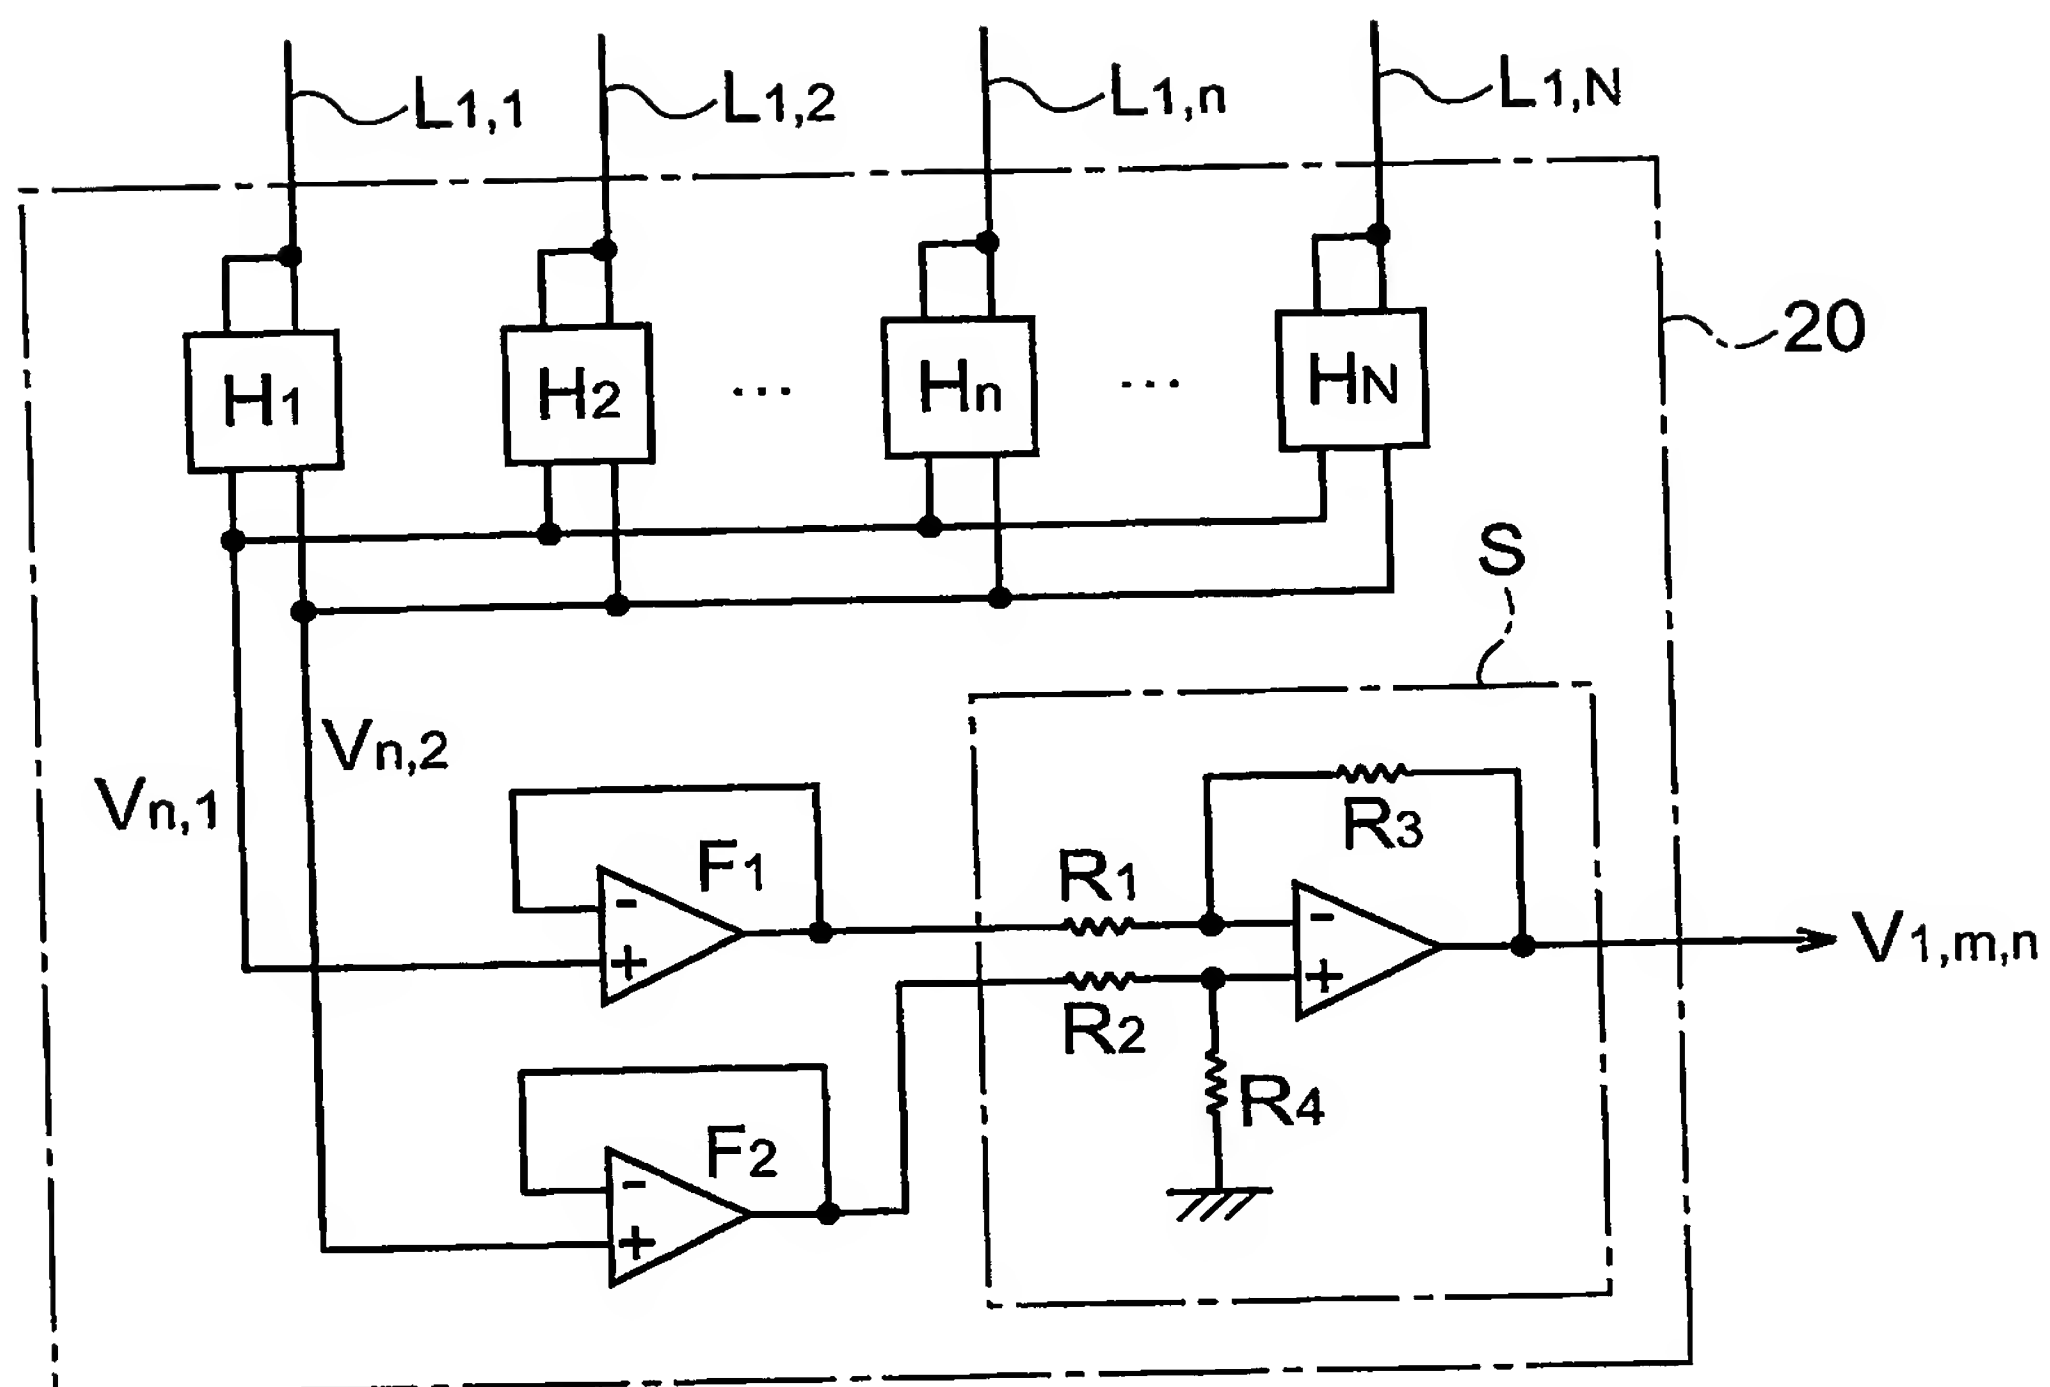 L1,1
L1,2
L1,n
L1,N
20
H1
H2
...
Hn
...
HN
S
Vn,2
Vn,1
R3
F1
-
+
R1
-
+
R2
V1,m,n
R4
F2
-
+